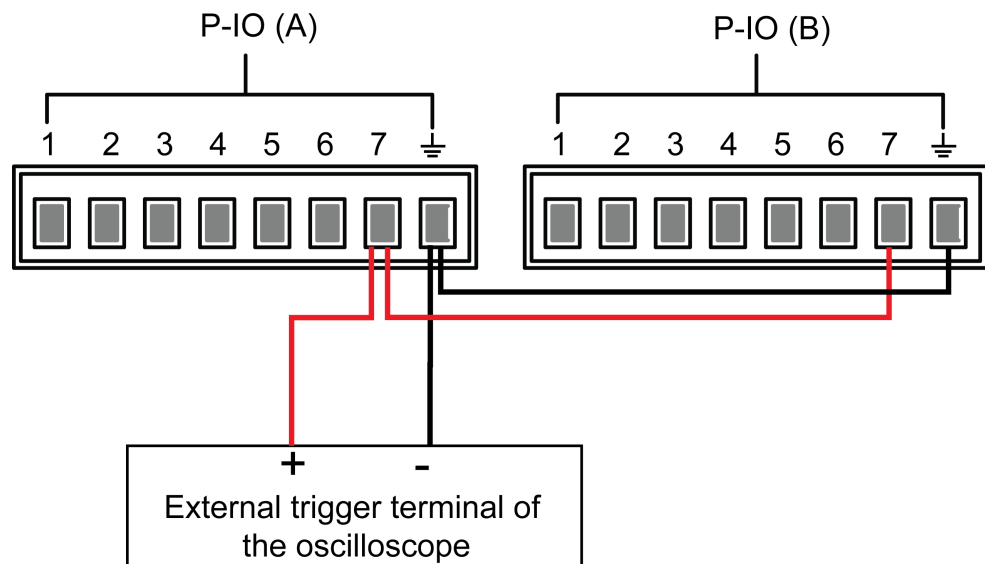 P-IO (A)
P-IO (B)
1 2 3 4 5 6 7
1 2 3 4 5 6 7
+ -
External trigger terminal of
the oscilloscope